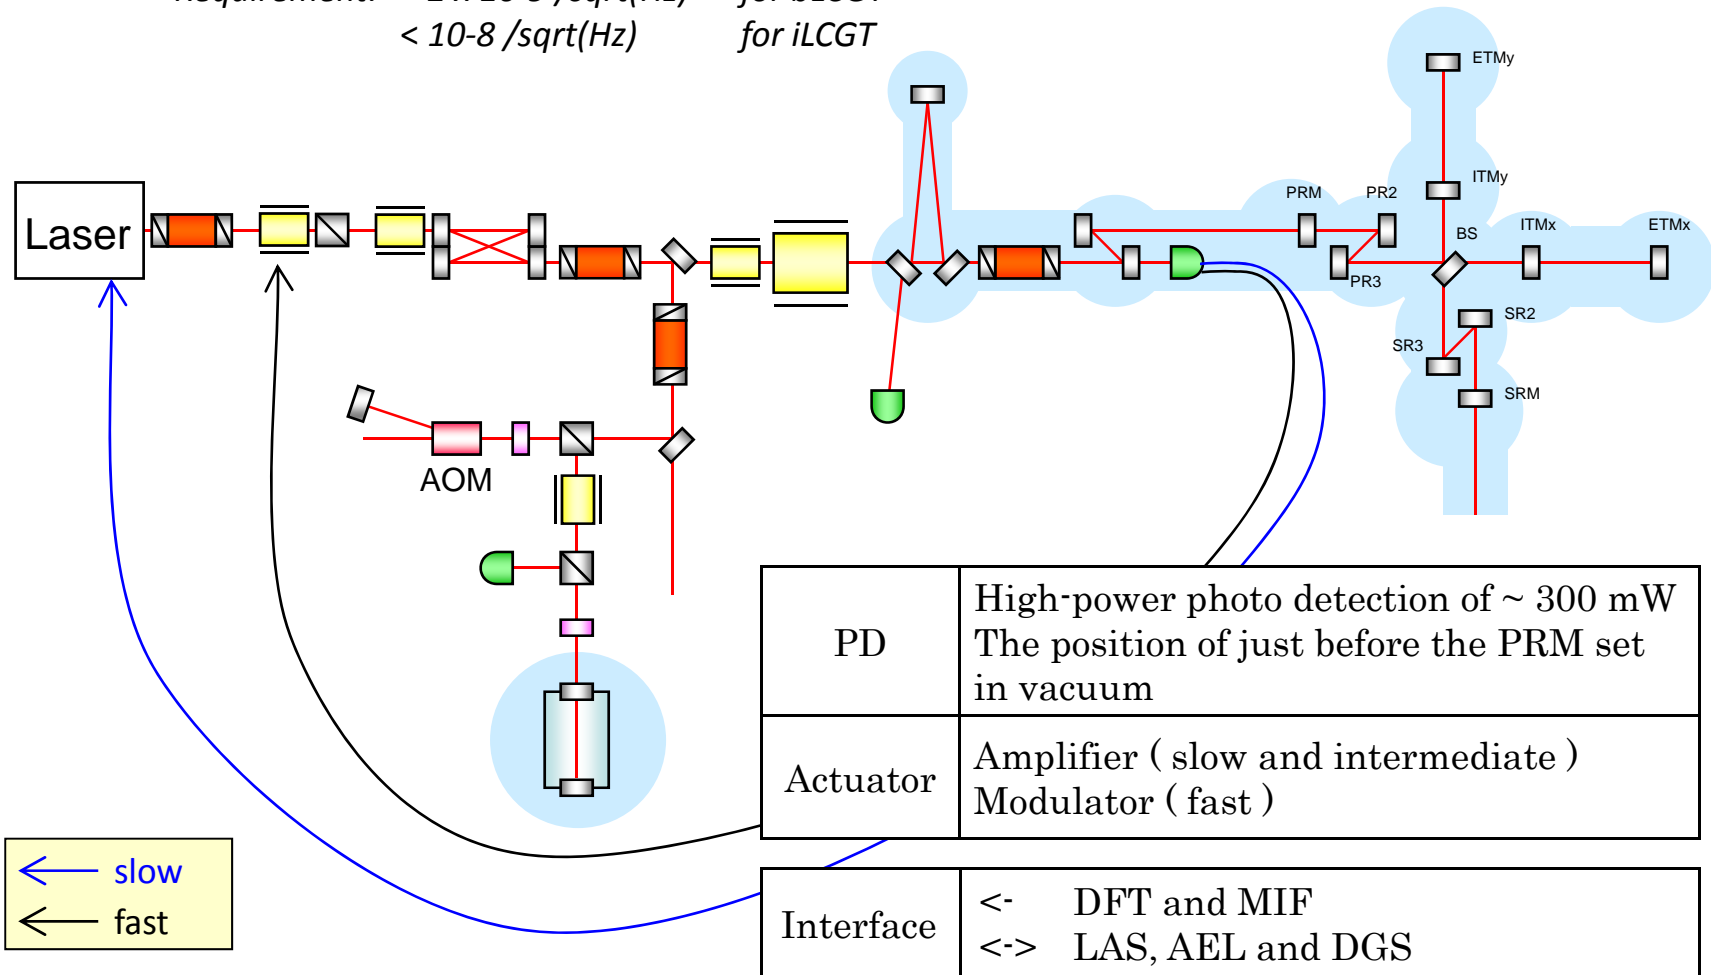 < 10-8 /sqrt(Hz) for iLCGT
ETMy
ITMy
PRM
PR2
BS
ITMx
ETMx
Laser
PR3
SR2
SR3
SRM
AOM
PD
High-power photo detection of ~ 300 mW
The position of just before the PRM set
in vacuum
Actuator
Amplifier ( slow and intermediate )
Modulator ( fast )
slow
fast
Interface
<- DFT and MIF
<-> LAS, AEL and DGS